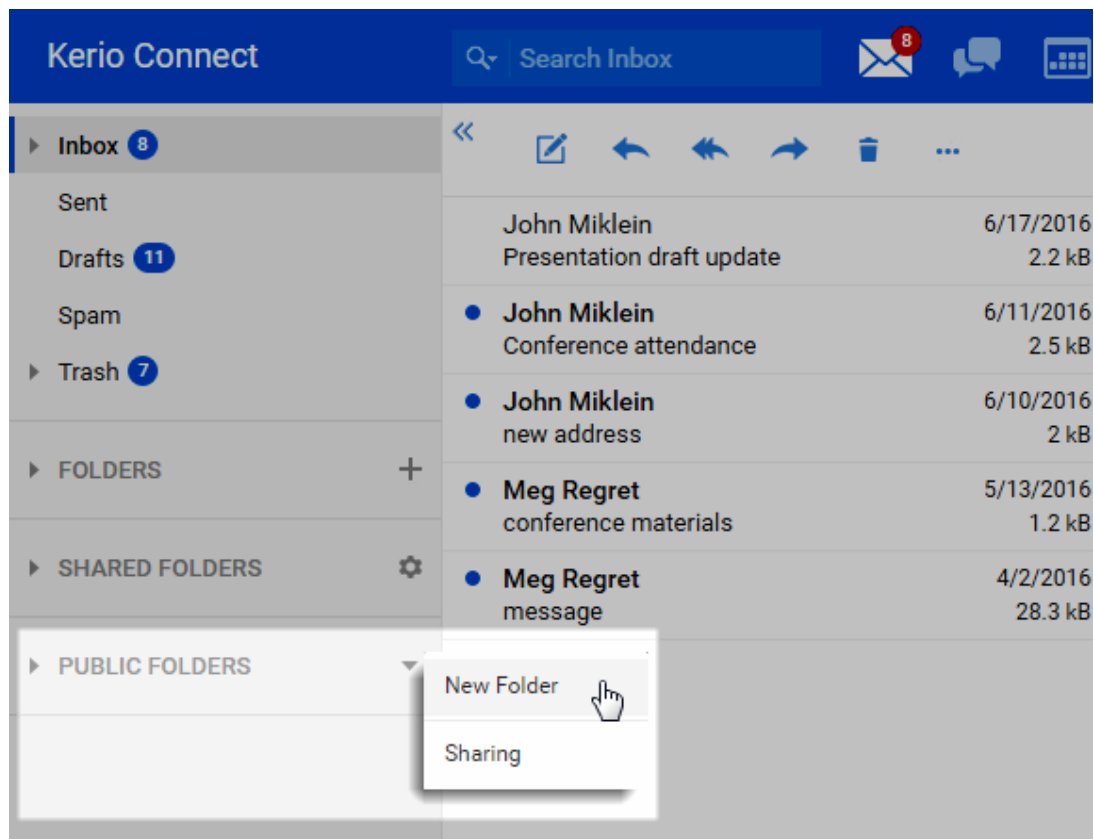 Kerio Connect
Search Inbox
8
Inbox 8
Sent
Drafts 11
Spam
Trash 7
FOLDERS
SHARED FOLDERS
PUBLIC FOLDERS
John Miklein 6/17/2016
Presentation draft update 2.2 kB
John Miklein 6/11/2016
Conference attendance 2.5 kB
John Miklein 6/10/2016
new address 2 kB
Meg Regret 5/13/2016
conference materials 1.2 kB
Meg Regret 4/2/2016
message 28.3 kB
New Folder
Sharing